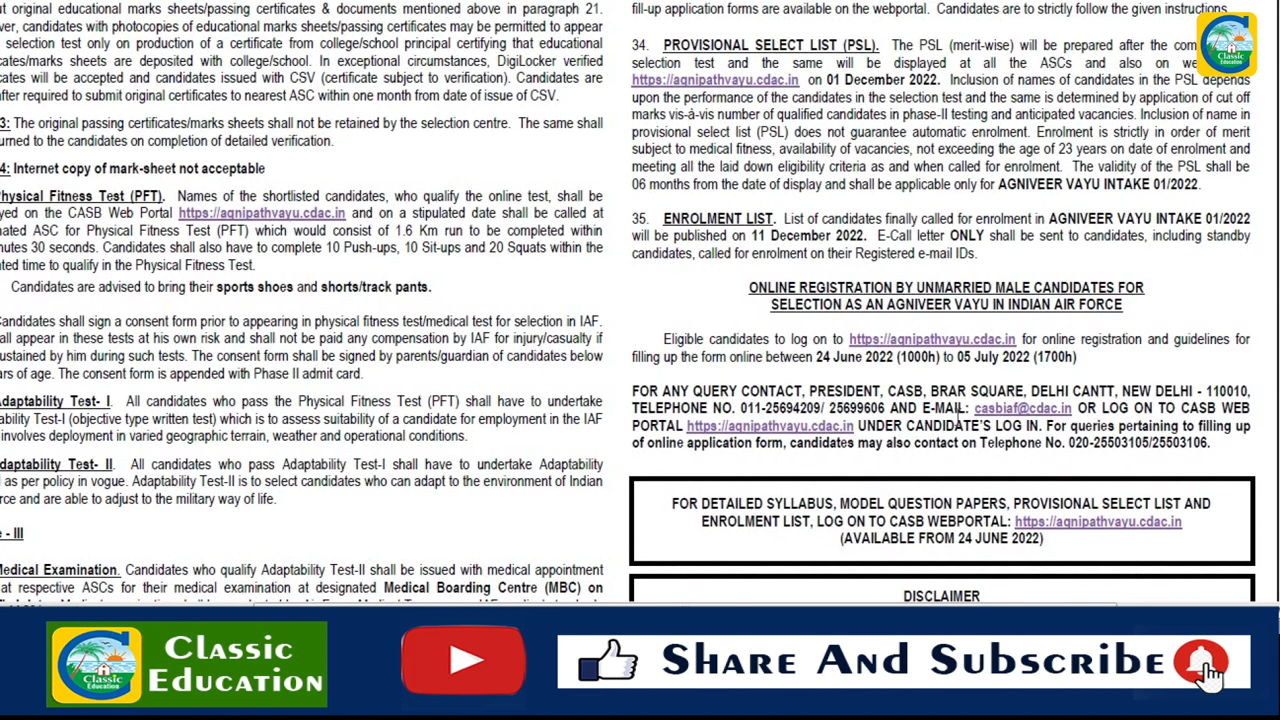 ut original educational marks sheets/passing certificates & documents mentioned above in paragraph 21.
ver, candidates with photocopies of educational marks sheets/passing certificates may be permitted to appear
selection test only on production of a certificate from college/school principal certifying that educational
cates/marks sheets are deposited with college/school. In exceptional circumstances, Digilocker verified
cates will be accepted and candidates issued with CSV (certificate subject to verification). Candidates are
fter required to submit original certificates to nearest ASC within one month from date of issue of CSV.
3: The original passing certificates/marks sheets shall not be retained by the selection centre. The same shall
urned to the candidates on completion of detailed verification.
4: Internet copy of mark-sheet not acceptable
Physical Fitness Test (PFT). Names of the shortlisted candidates, who qualify the online test, shall be
yed on the CASB Web Portal https://agnipathvayu.cdac.in and on a stipulated date shall be called at
nated ASC for Physical Fitness Test (PFT) which would consist of 1.6 Km run to be completed within
nutes 30 seconds. Candidates shall also have to complete 10 Push-ups, 10 Sit-ups and 20 Squats within the
ted time to qualify in the Physical Fitness Test.
Candidates are advised to bring their sports shoes and shorts/track pants.
Candidates shall sign a consent form prior to appearing in physical fitness test/medical test for selection in IAF.
all appear in these tests at his own risk and shall not be paid any compensation by IAF for injury/casualty if
sustained by him during such tests. The consent form shall be signed by parents/guardian of candidates below
ars of age. The consent form is appended with Phase II admit card.
Adaptability Test- I. All candidates who pass the Physical Fitness Test (PFT) shall have to undertake
ability Test-I (objective type written test) which is to assess suitability of a candidate for employment in the IAF
involves deployment in varied geographic terrain, weather and operational conditions.
daptability Test- II. All candidates who pass Adaptability Test-I shall have to undertake Adaptability
I as per policy in vogue. Adaptability Test-II is to select candidates who can adapt to the environment of Indian
rce and are able to adjust to the military way of life.
e - III
Medical Examination. Candidates who qualify Adaptability Test-II shall be issued with medical appointment
at respective ASCs for their medical examination at designated Medical Boarding Centre (MBC) on
fill-up application forms are available on the webportal. Candidates are to strictly follow the given instructions.
34. PROVISIONAL SELECT LIST (PSL). The PSL (merit-wise) will be prepared after the com
selection test and the same will be displayed at all the ASCs and also on we
https://agnipathvayu.cdac.in on 01 December 2022. Inclusion of names of candidates in the PSL depends
upon the performance of the candidates in the selection test and the same is determined by application of cut off
marks vis-à-vis number of qualified candidates in phase-II testing and anticipated vacancies. Inclusion of name in
provisional select list (PSL) does not guarantee automatic enrolment. Enrolment is strictly in order of merit
subject to medical fitness, availability of vacancies, not exceeding the age of 23 years on date of enrolment and
meeting all the laid down eligibility criteria as and when called for enrolment. The validity of the PSL shall be
06 months from the date of display and shall be applicable only for AGNIVEER VAYU INTAKE 01/2022.
35. ENROLMENT LIST. List of candidates finally called for enrolment in AGNIVEER VAYU INTAKE 01/2022
will be published on 11 December 2022. E-Call letter ONLY shall be sent to candidates, including standby
candidates, called for enrolment on their Registered e-mail IDs.
ONLINE REGISTRATION BY UNMARRIED MALE CANDIDATES FOR
SELECTION AS AN AGNIVEER VAYU IN INDIAN AIR FORCE
Eligible candidates to log on to https://agnipathvayu.cdac.in for online registration and guidelines for
filling up the form online between 24 June 2022 (1000h) to 05 July 2022 (1700h)
FOR ANY QUERY CONTACT, PRESIDENT, CASB, BRAR SQUARE, DELHI CANTT, NEW DELHI - 110010,
TELEPHONE NO. 011-25694209/ 25699606 AND E-MAIL: casbiaf@cdac.in OR LOG ON TO CASB WEB
PORTAL https://agnipathvayu.cdac.in UNDER CANDIDATE'S LOG IN. For queries pertaining to filling up
of online application form, candidates may also contact on Telephone No. 020-25503105/25503106.
FOR DETAILED SYLLABUS, MODEL QUESTION PAPERS, PROVISIONAL SELECT LIST AND
ENROLMENT LIST, LOG ON TO CASB WEBPORTAL: https://agnipathvayu.cdac.in
(AVAILABLE FROM 24 JUNE 2022)
DISCLAIMER
Classic
Education
Classic
Education
Classic
Education
Share And Subscribe